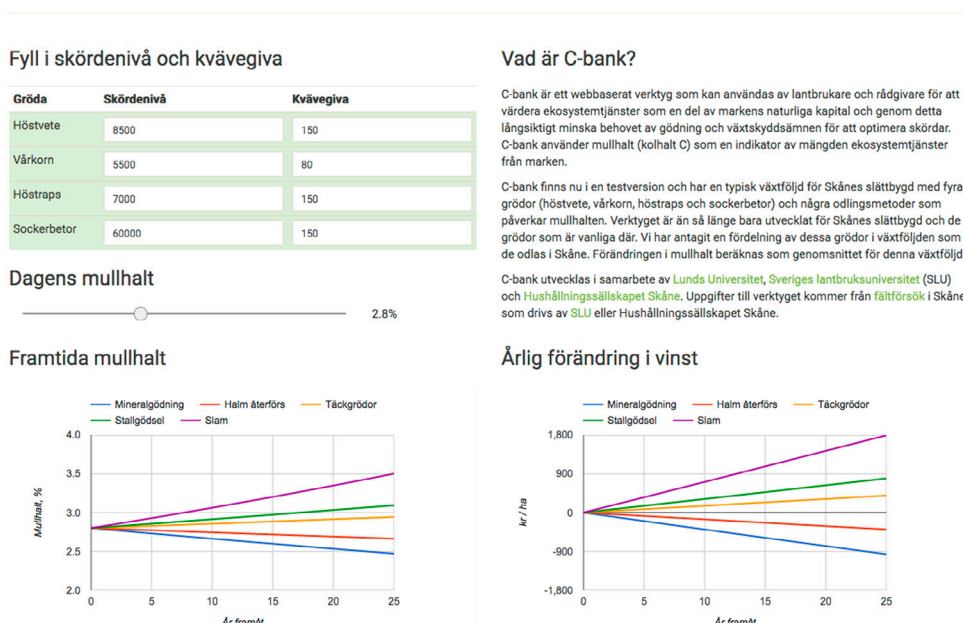 Fyll i skördenivå och kvävegiva
Gröda Skördenivå Kvävegiva
Höstvete 8500 150
Vårkorn 5500 80
Höstraps 7000 150
Sockerbetor 60000 150
Dagens mullhalt
2.8%
Vad är C-bank?
C-bank är ett webbaserat verktyg som kan användas av lantbrukare och rådgivare för att
värdera ekosystemtjänster som en del av markens naturliga kapital och genom detta
långsiktigt minska behovet av gödning och växtskyddsämnen för att optimera skördar.
C-bank använder mullhalt (kolhalt C) som en indikator av mängden ekosystemtjänster
från marken.
C-bank finns nu i en testversion och har en typisk växtföljd för Skånes slättbygd med fyra
grödor (höstvete, vårkorn, höstraps och sockerbetor) och några odlingsmetoder som
påverkar mullhalten. Verktyget är än så länge bara utvecklat för Skånes slättbygd och de
grödor som är vanliga där. Vi har antagit en fördelning av dessa grödor i växtföljden som
de odlas i Skåne. Förändringen i mullhalt beräknas som genomsnittet för denna växtföljd
C-bank utvecklas i samarbete av Lunds Universitet, Sveriges lantbruksuniversitet (SLU)
och Hushållningssällskapet Skåne. Uppgifter till verktyget kommer från fältförsök i Skåne
som drivs av SLU eller Hushållningssällskapet Skåne.
Framtida mullhalt
Mineralgödning Halm återförs Täckgrödor
Stallgödsel Slam
Mullhalt, %
4.0
3.5
3.0
2.5
2.0
0 5 10 15 20 25
År framåt
Årlig förändring i vinst
Mineralgödning Halm återförs Täckgrödor
Stallgödsel Slam
kr / ha
1,800
900
0
-900
-1,800
0 5 10 15 20 25
År framåt